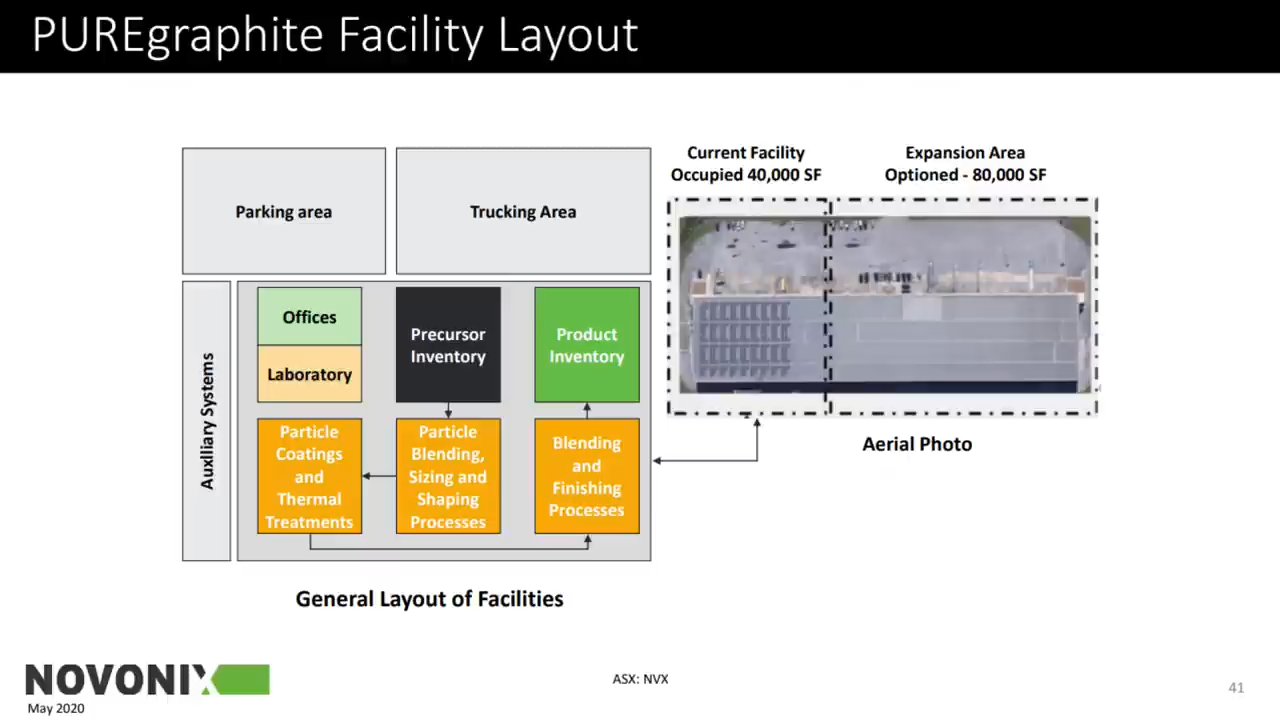 PUREgraphite Facility Layout
Parking area
Trucking Area
Current Facility
Occupied 40,000 SF
Expansion Area
Optioned - 80,000 SF
Auxiliary Systems
Offices
Laboratory
Precursor
Inventory
Product
Inventory
Particle
Coatings
and
Thermal
Treatments
Particle
Blending,
Sizing and
Shaping
Processes
Blending
and
Finishing
Processes
Aerial Photo
General Layout of Facilities
NOVONIX
May 2020
ASX: NVX
41